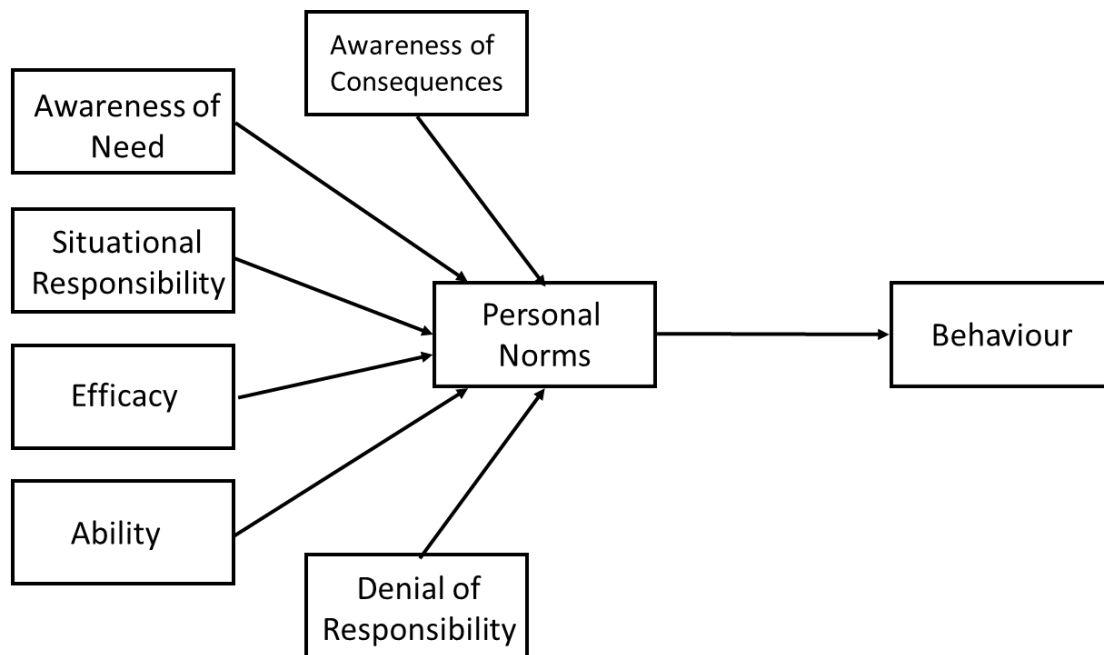 Awareness of
Consequences
Awareness of
Need
Situational
Responsibility
Personal
Norms
Behaviour
Efficacy
Ability
Denial of
Responsibility